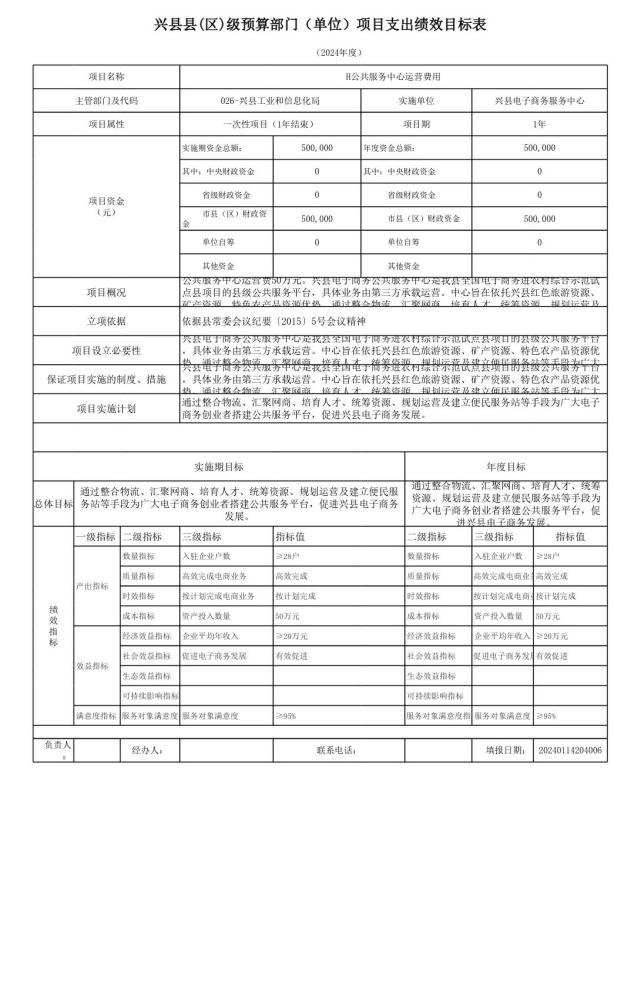 兴县县(区)级预算部门（单位）项目支出绩效目标表
（2024年度）
项目名称 H公共服务中心运营费用
主管部门及代码 026-兴县工业和信息化局 实施单位 兴县电子商务服务中心
项目属性 一次性项目（1年结束） 项目期 1年
项目资金
（元）
实施期资金总额: 500,000 年度资金总额: 500,000
其中: 中央财政资金 0 其中: 中央财政资金 0
省级财政资金 0 省级财政资金 0
市县（区）财政资
金 500,000 市县（区）财政资金 500,000
单位自筹 0 单位自筹 0
其他资金 其他资金
项目概况
公共服务中心运营费50万元。兴县电子商务公共服务中心是我县全国电子商务进农村综合示范试
点县项目的县级公共服务平台，具体业务由第三方承载运营。中心旨在依托兴县红色旅游资源、
矿产资源、特色农产品资源优势，通过整合物流、汇聚网商、培育人才、统筹资源、规划运营及
立项依据 依据县常委会议纪要〔2015〕5号会议精神
项目设立必要性
兴县电子商务公共服务中心是我县全国电子商务进农村综合示范试点县项目的县级公共服务平台
，具体业务由第三方承载运营。中心旨在依托兴县红色旅游资源、矿产资源、特色农产品资源优
势，通过整合物流、汇聚网商、培育人才、统筹资源、规划运营及建立便民服务站等手段为广大
保证项目实施的制度、措施
兴县电子商务公共服务中心是我县全国电子商务进农村综合示范试点县项目的县级公共服务平台
，具体业务由第三方承载运营。中心旨在依托兴县红色旅游资源、矿产资源、特色农产品资源优
势，通过整合物流、汇聚网商、培育人才、统筹资源、规划运营及建立便民服务站等手段为广大
项目实施计划
通过整合物流、汇聚网商、培育人才、统筹资源、规划运营及建立便民服务站等手段为广大电子
商务创业者搭建公共服务平台，促进兴县电子商务发展。
实施期目标 年度目标
总体目标
通过整合物流、汇聚网商、培育人才、统筹资源、规划运营及建立便民服
务站等手段为广大电子商务创业者搭建公共服务平台，促进兴县电子商务
发展。
通过整合物流、汇聚网商、培育人才、统筹
资源、规划运营及建立便民服务站等手段为
广大电子商务创业者搭建公共服务平台，促
进兴县电子商务发展。
绩效指标
一级指标 二级指标 三级指标 指标值 二级指标 三级指标 指标值
产出指标
数量指标 入驻企业户数 ≥28户 数量指标 入驻企业户数 ≥28户
质量指标 高效完成电商业务 高效完成 质量指标 高效完成电商业 高效完成
时效指标 按计划完成电商业务 按计划完成 时效指标 按计划完成电商 按计划完成
成本指标 资产投入数量 50万元 成本指标 资产投入数量 50万元
效益指标
经济效益指标 企业平均年收入 ≥20万元 经济效益指标 企业平均年收入 ≥20万元
社会效益指标 促进电子商务发展 有效促进 社会效益指标 促进电子商务发 有效促进
生态效益指标 生态效益指标
可持续影响指标 可持续影响指标
满意度指标 服务对象满意度 服务对象满意度 ≥95% 服务对象满意度指 服务对象满意度 ≥95%
负责人
: 经办人: 联系电话: 填报日期: 20240114204006